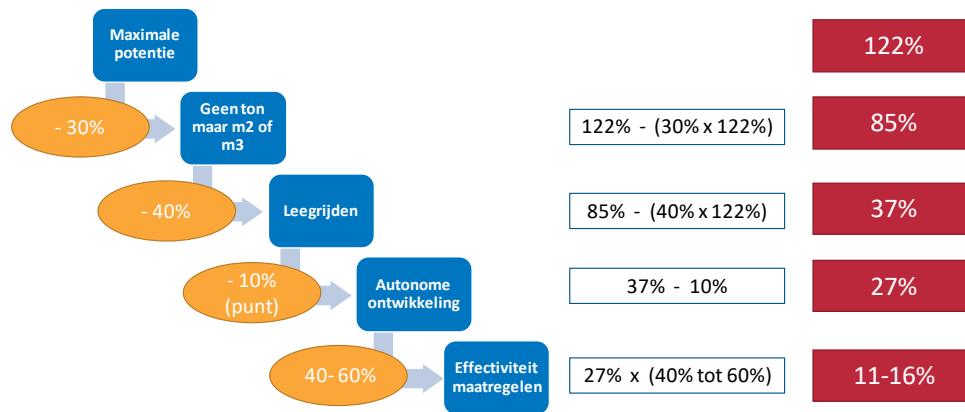 Maximale
potentie
122%
- 30%
Geen ton
maar m2 of
m3
122% - (30% x 122%)
85%
- 40%
Leegrijden
85% - (40% x 122%)
37%
- 10%
(punt)
Autonome
ontwikkeling
37% - 10%
27%
40- 60%
Effectiviteit
maatregelen
27% x (40% tot 60%)
11-16%